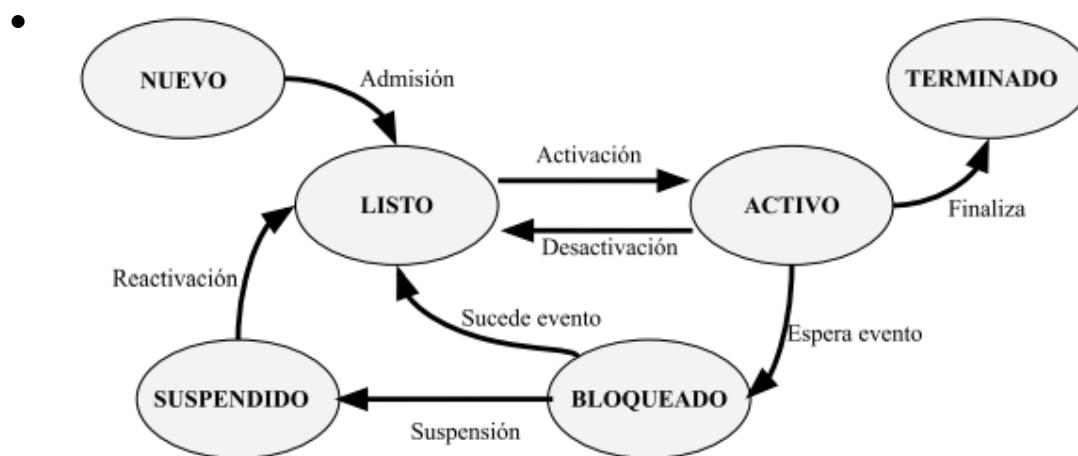 NUEVO
Admisión
TERMINADO
Activación
LISTO
ACTIVO
Finaliza
Desactivación
Reactivación
Sucede evento
Espera evento
SUSPENDIDO
BLOQUEADO
Suspensión